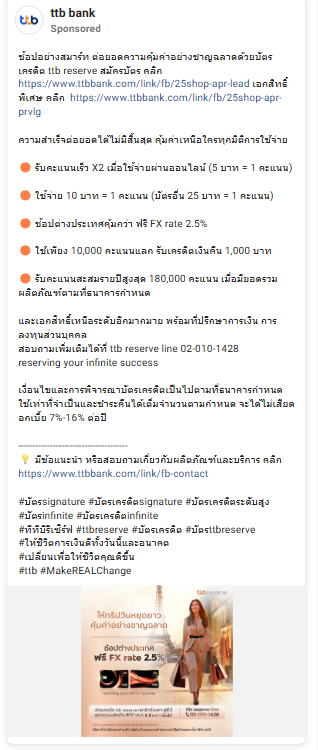 ttb bank
Sponsored
ช้อปอย่างสมาร์ท ต่อยอดความคุ้มค่าอย่างชาญฉลาดด้วยบัตร
เครดิต ttb reserve สมัครบัตร คลิก
https://www.ttbbank.com/link/fb/25shop-apr-lead เอกสิทธิ์
พิเศษ คลิก https://www.ttbbank.com/link/fb/25shop-apr-
prvlg
ความสำเร็จต่อยอดได้ไม่มีสิ้นสุด คุ้มค่าเหนือใครทุกมิติการใช้จ่าย
🟠 รับคะแนนเร็ว X2 เมื่อใช้จ่ายผ่านออนไลน์ (5 บาท = 1 คะแนน)
🟠 ใช้จ่าย 10 บาท = 1 คะแนน (บัตรอื่น 25 บาท = 1 คะแนน)
🟠 ช้อปต่างประเทศคุ้มกว่า ฟรี FX rate 2.5%
🟠 ใช้เพียง 10,000 คะแนนแลก รับเครดิตเงินคืน 1,000 บาท
🟠 รับคะแนนสะสมรายปีสูงสุด 180,000 คะแนน เมื่อมียอดรวม
ผลิตภัณฑ์ตามที่ธนาคารกำหนด
และเอกสิทธิ์เหนือระดับอีกมากมาย พร้อมที่ปรึกษาการเงิน การ
ลงทุนส่วนบุคคล
สอบถามเพิ่มเติมได้ที่ ttb reserve line 02-010-1428
reserving your infinite success
เงื่อนไขและการพิจารณาบัตรเครดิตเป็นไปตามที่ธนาคารกำหนด
ใช้เท่าที่จำเป็นและชำระคืนได้เต็มจำนวนตามกำหนด จะได้ไม่เสียด
อกเบี้ย 7%-16% ต่อปี
---------------------------------------
💡 มีข้อแนะนำ หรือสอบถามเกี่ยวกับผลิตภัณฑ์และบริการ คลิก
https://www.ttbbank.com/link/fb-contact
#บัตรsignature #บัตรเครดิตsignature #บัตรเครดิตระดับสูง
#บัตรinfinite #บัตรเครดิตinfinite
#ทีทีบีรีเซิร์ฟ #ttbreserve #บัตรเครดิต #บัตรttbreserve
#ให้ชีวิตการเงินดีทั้งวันนี้และอนาคต
#เปลี่ยนเพื่อให้ชีวิตคุณดีขึ้น
#ttb #MakeREALChange
ttb reserve
ให้ทริปวันหยุดยาว
คุ้มค่าอย่างชาญฉลาด
ช้อปต่างประเทศ
ฟรี FX rate 2.5%
ttb reserve line
02-010-1428